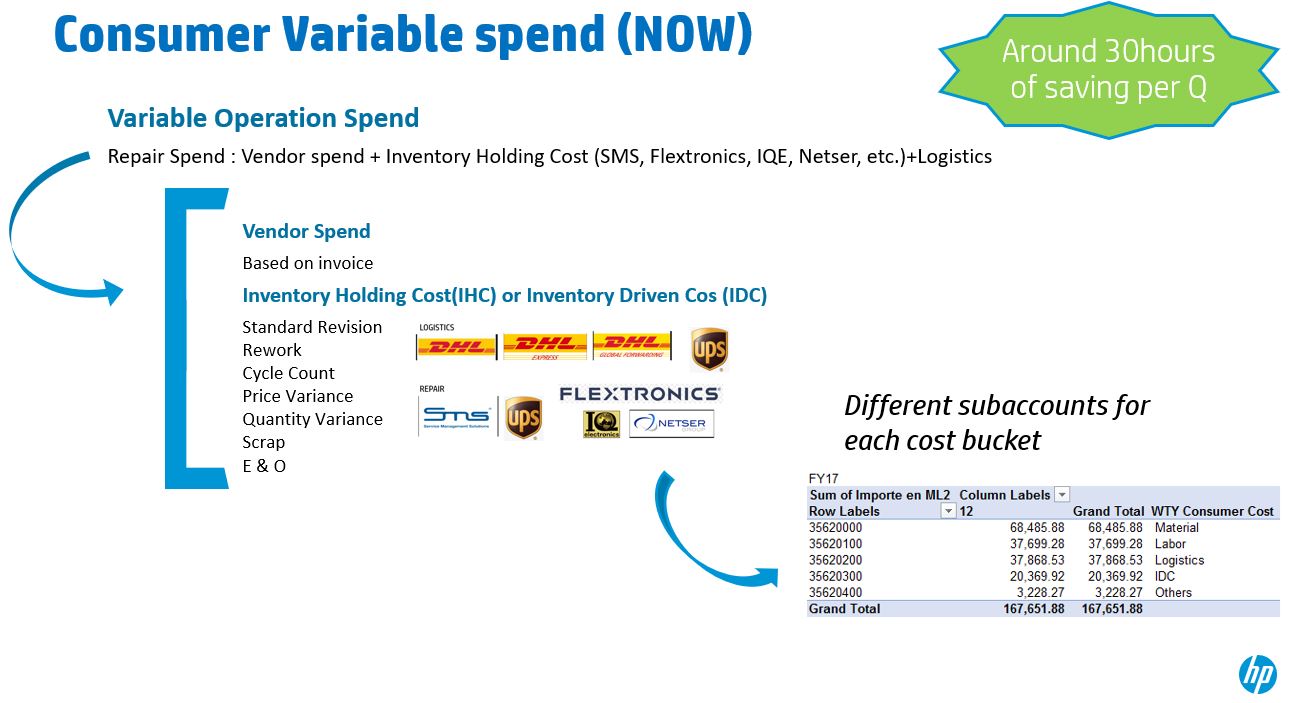 Consumer Variable spend (NOW)
Around 30hours
of saving per Q
Variable Operation Spend
Repair Spend : Vendor spend + Inventory Holding Cost (SMS, Flextronics, IQE, Netser, etc.)+Logistics
Vendor Spend
Based on invoice
Inventory Holding Cost(IHC) or Inventory Driven Cos (IDC)
Standard Revision
Rework
Cycle Count
Price Variance
Quantity Variance
Scrap
E & O
LOGISTICS
DHL
DHL
EXPRESS
DHL
GLOBAL FORWARDING
ups
REPAIR
sms
Service Management Solutions
ups
FLEXTRONICS
IQ
electronics
NETSER
GROUP
Different subaccounts for
each cost bucket
FY17
Sum of Importe en ML2 Column Labels
Row Labels 12 Grand Total WTY Consumer Cost
35620000 68,485.88 68,485.88 Material
35620100 37,699.28 37,699.28 Labor
35620200 37,868.53 37,868.53 Logistics
35620300 20,369.92 20,369.92 IDC
35620400 3,228.27 3,228.27 Others
Grand Total 167,651.88 167,651.88
hp